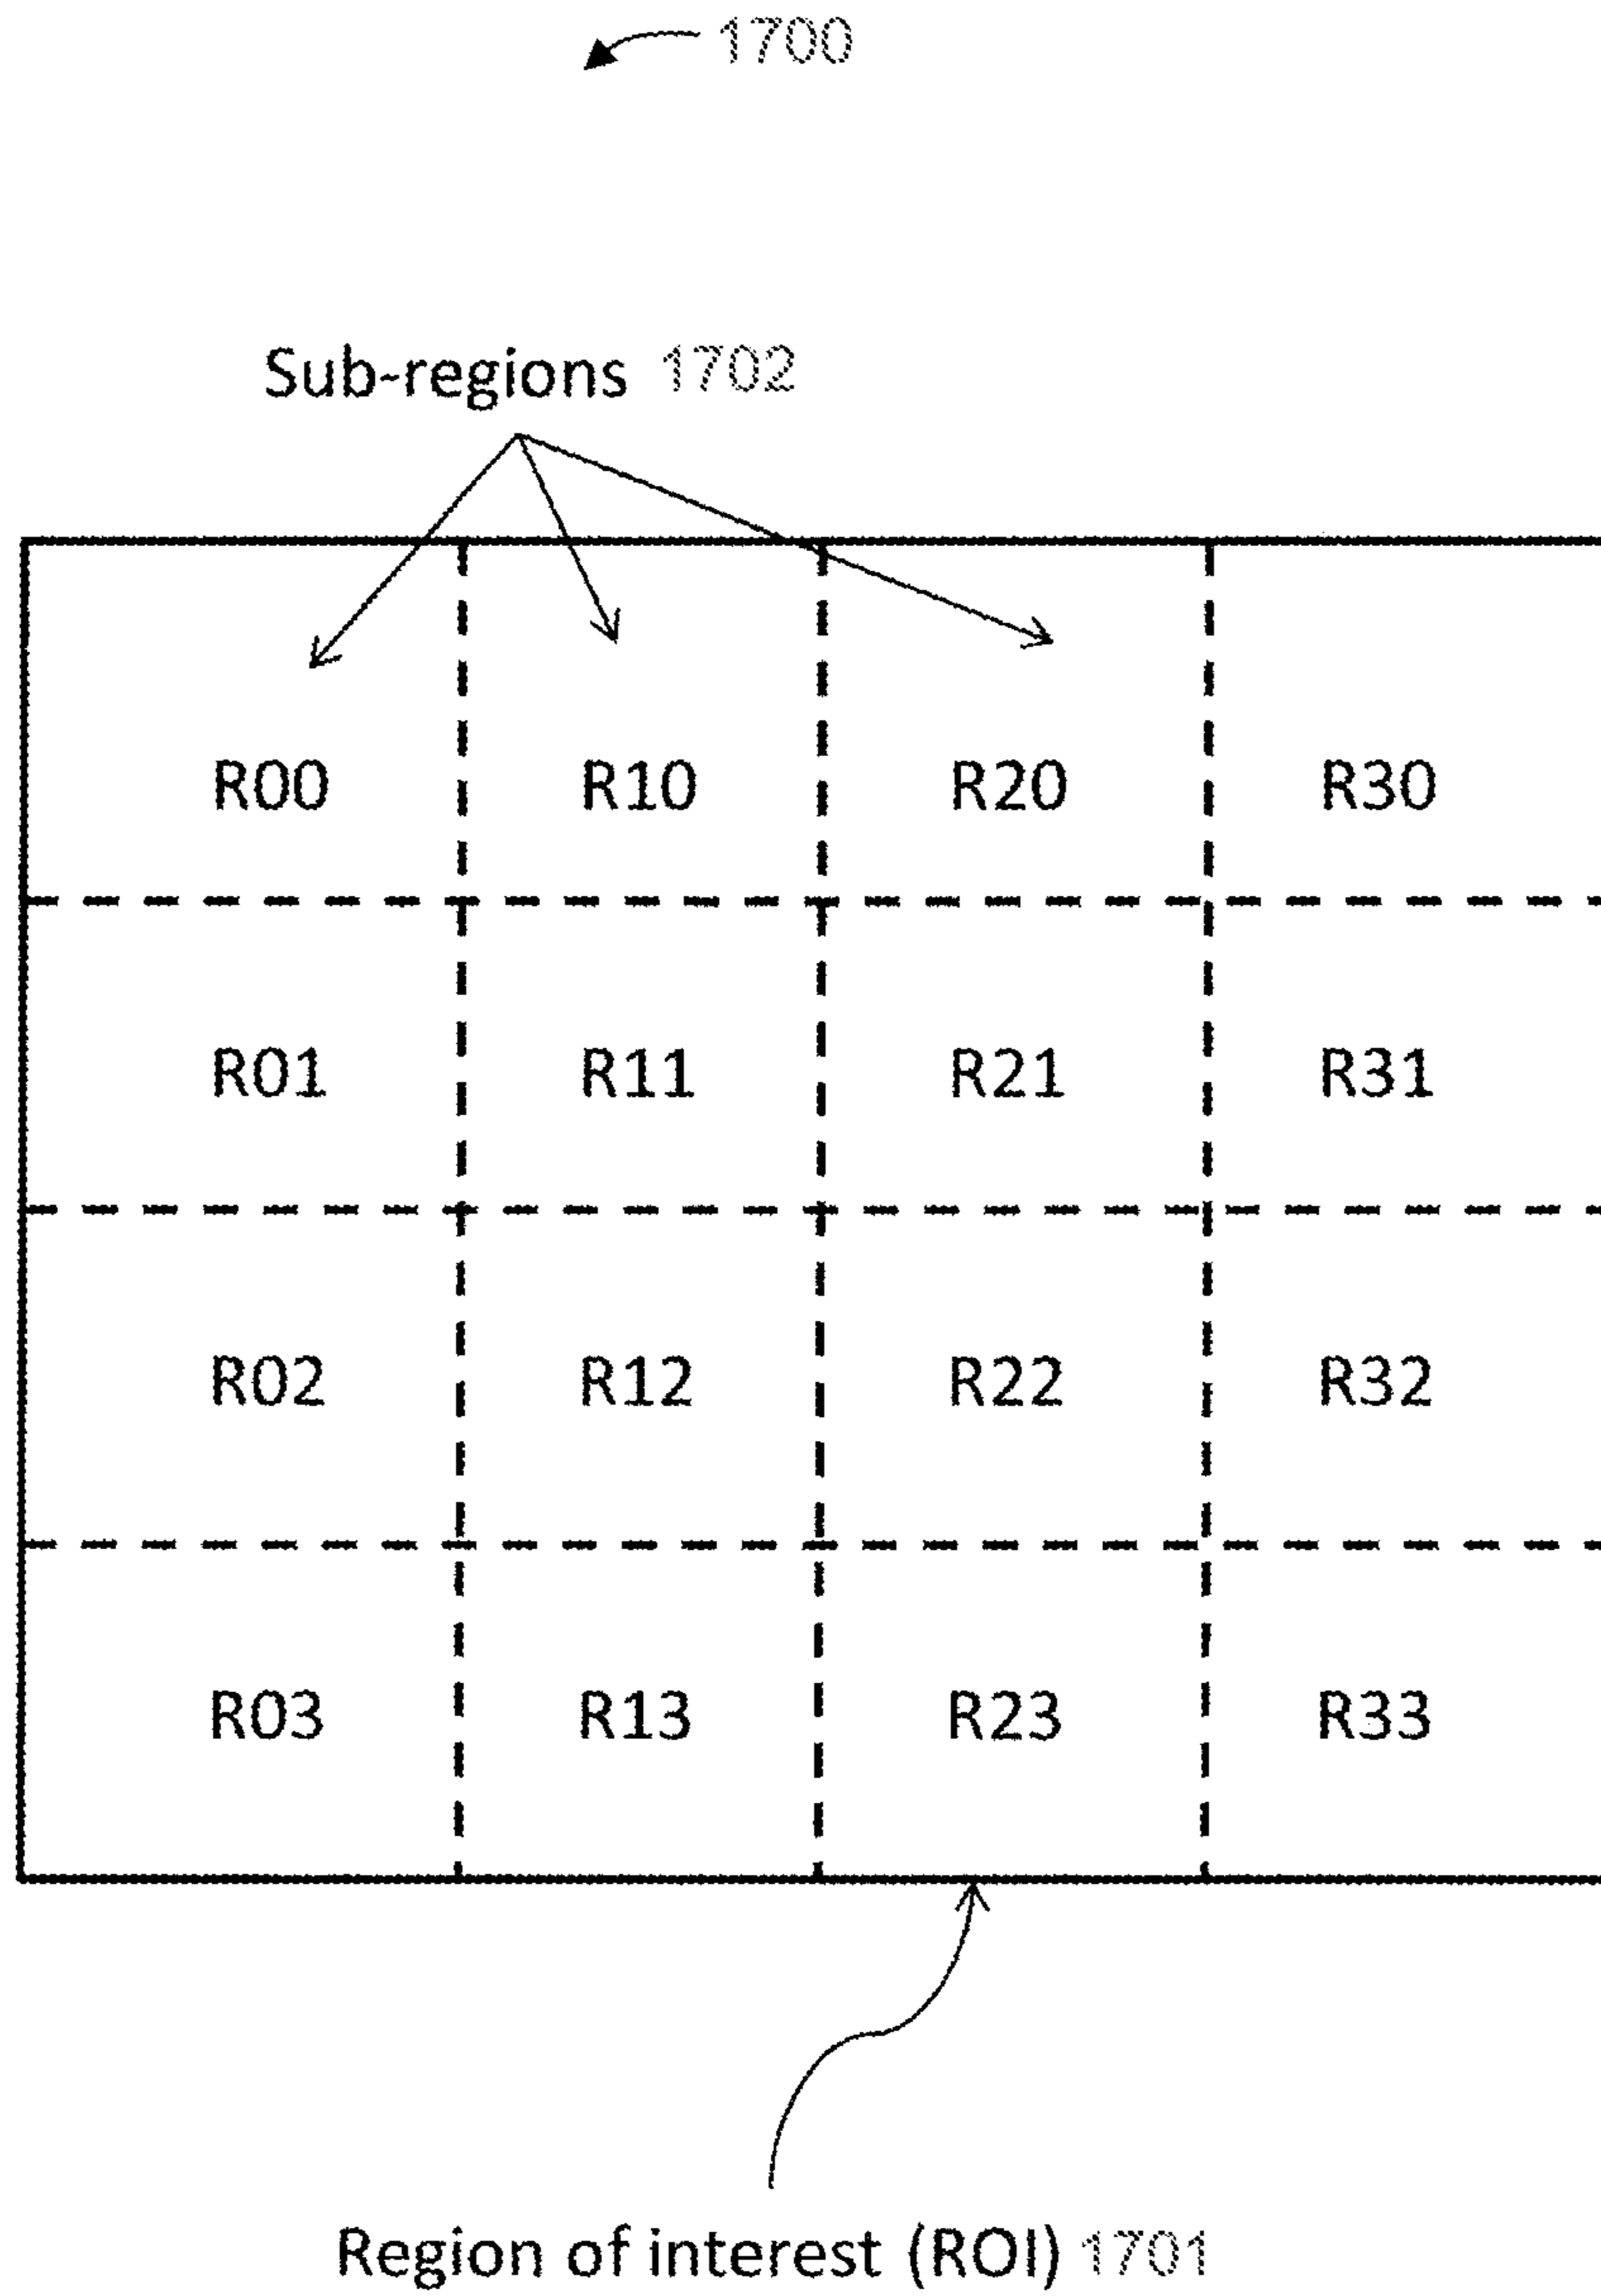 1700
Sub-regions 1702
R00 R10 R20 R30
R01 R11 R21 R31
R02 R12 R22 R32
R03 R13 R23 R33
Region of interest (ROI) 1701